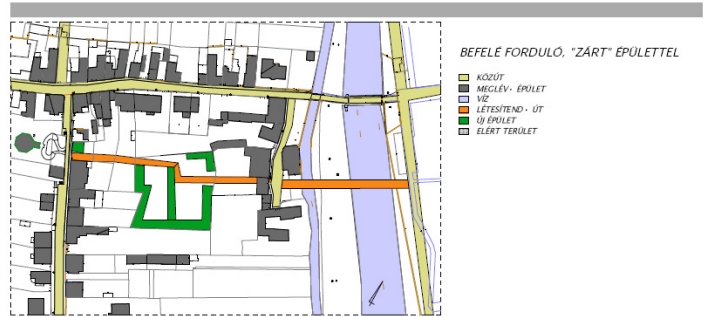 BEFELÉ FORDULÓ, "ZÁRT" ÉPÜLETTEL
KÖZÚT
MEGLÉV· ÉPÜLET
VÍZ
LÉTESÍTEND· ÚT
ÚJ ÉPÜLET
ELÉRT TERÜLET